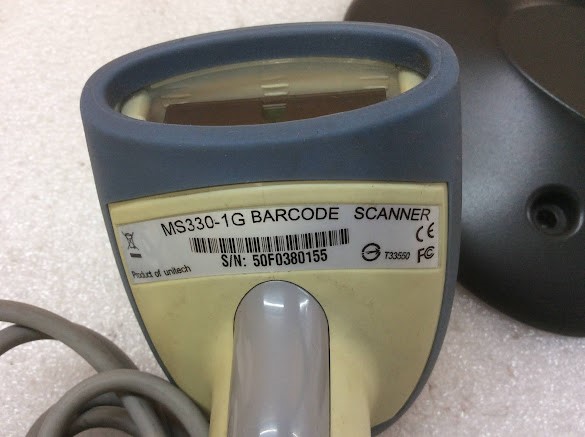 MS330-1G BARCODE SCANNER
S/N: 50F0380155
Product of unitech
T33550
CE
FC